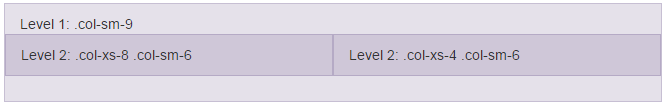 Level 1: .col-sm-9
Level 2: .col-xs-8 .col-sm-6
Level 2: .col-xs-4 .col-sm-6